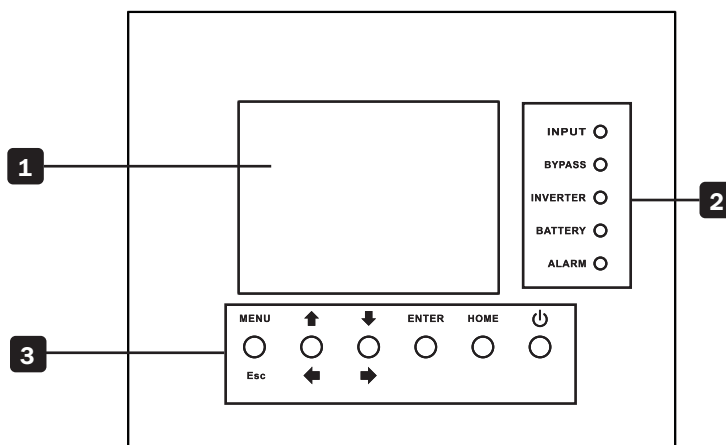 1
INPUT
BYPASS
INVERTER
BATTERY
ALARM
2
MENU ENTER HOME
Esc
3